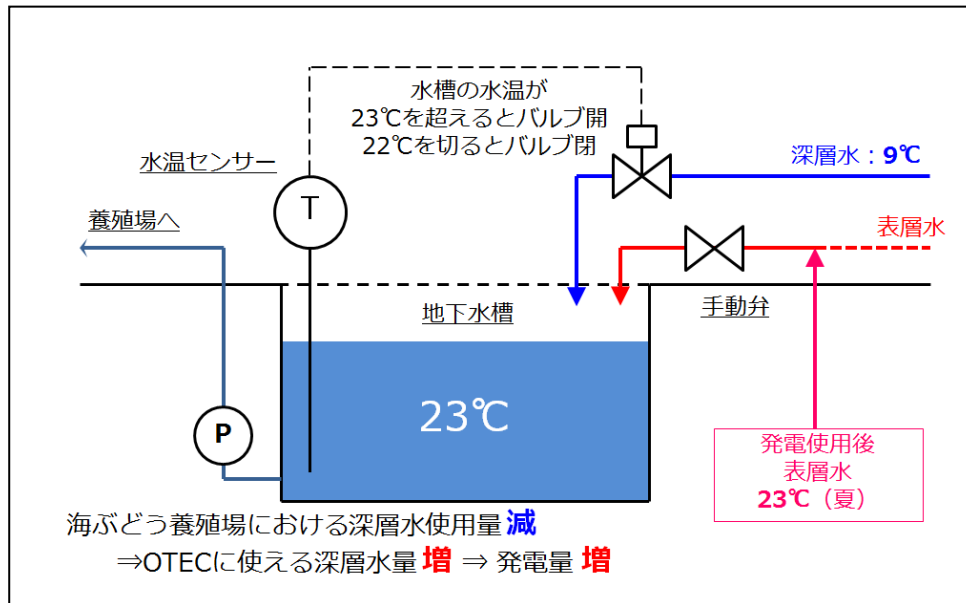 水槽の水温が
23℃を超えるとバルブ開
22℃を切るとバルブ閉
水温センサー
深層水：9℃
T
養殖場へ
表層水
地下水槽
手動弁
23℃
P
発電使用後
表層水
23℃（夏）
海ぶどう養殖場における深層水使用量減
⇒OTECに使える深層水量 増 ⇒ 発電量 増